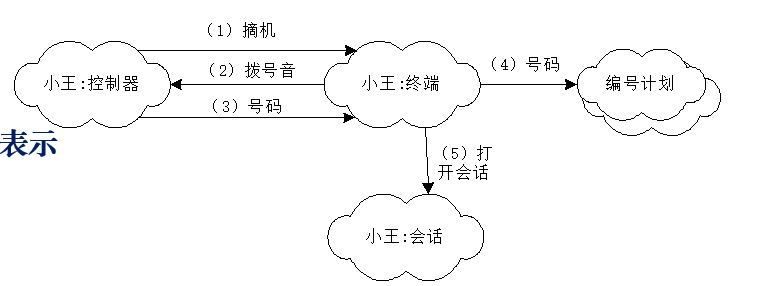 （1）摘机
小王:控制器
（2）拨号音
小王:终端
（4）号码
编号计划
（3）号码
表示
（5）打
开会话
小王:会话